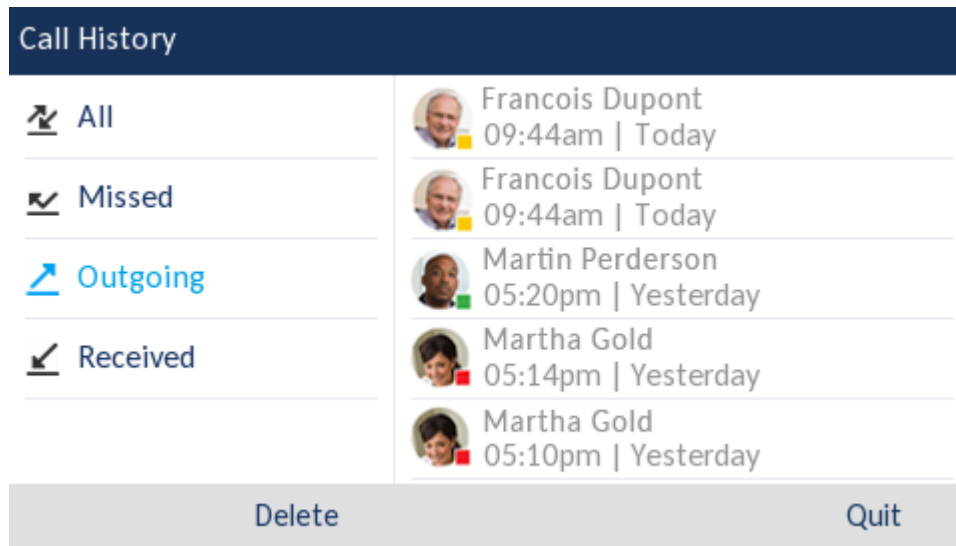 Call History
All
Missed
Outgoing
Received
Francois Dupont
09:44am | Today
Francois Dupont
09:44am | Today
Martin Perderson
05:20pm | Yesterday
Martha Gold
05:14pm | Yesterday
Martha Gold
05:10pm | Yesterday
Delete
Quit